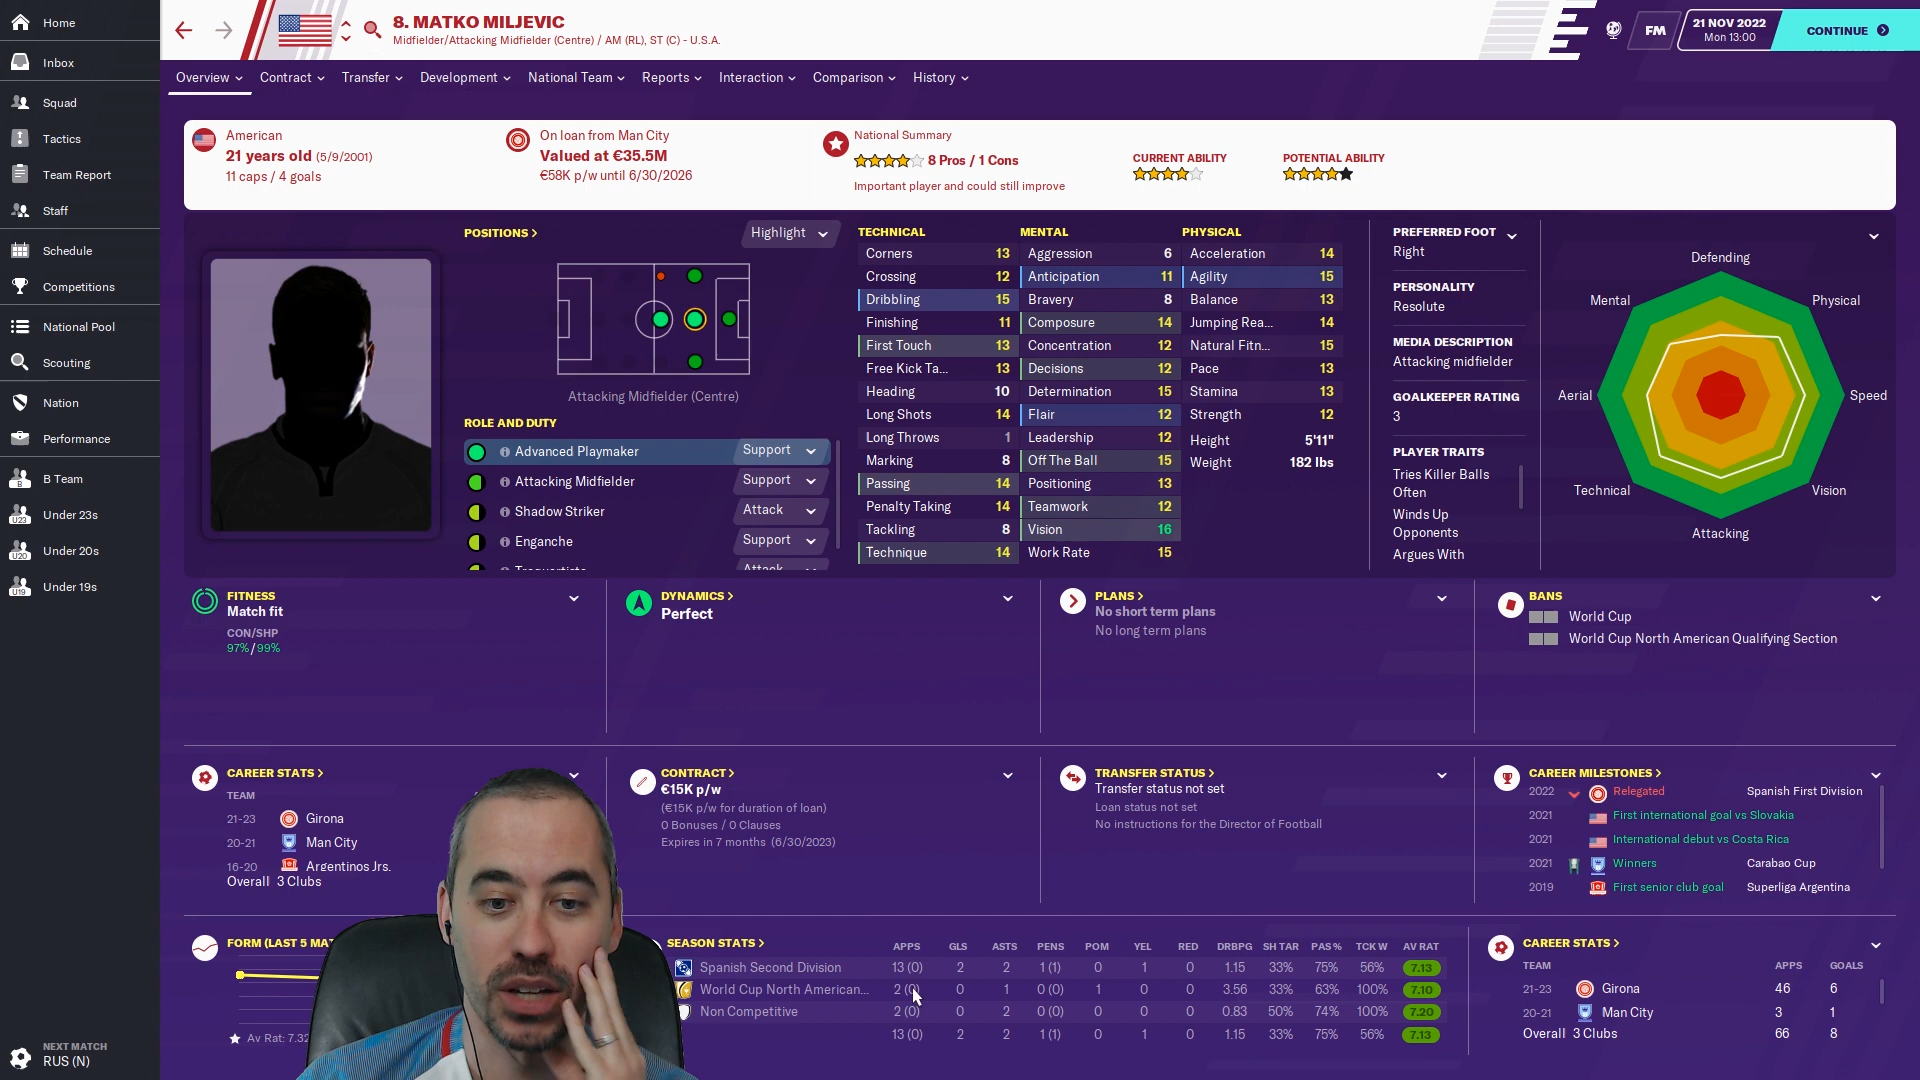 Home
Inbox
Squad
Tactics
Team Report
Staff
Schedule
Competitions
National Pool
Scouting
Nation
Performance
B Team
Under 23s
Under 20s
Under 19s
NEXT MATCH
RUS (N)
8. MATKO MILJEVIC
Midfielder/Attacking Midfielder (Centre) / AM (RL), ST (C) - U.S.A.
FM
21 NOV 2022
Mon 13:00
CONTINUE
Overview Contract Transfer Development National Team Reports Interaction Comparison History
American
21 years old (5/9/2001)
11 caps / 4 goals
On loan from Man City
Valued at €35.5M
€58K p/w until 6/30/2026
National Summary
8 Pros / 1 Cons
Important player and could still improve
CURRENT ABILITY
POTENTIAL ABILITY
POSITIONS >
Highlight
Attacking Midfielder (Centre)
ROLE AND DUTY
Advanced Playmaker Support
Attacking Midfielder Support
Shadow Striker Attack
Enganche Support
TECHNICAL
Corners 13
Crossing 12
Dribbling 15
Finishing 11
First Touch 13
Free Kick Ta... 13
Heading 10
Long Shots 14
Long Throws 1
Marking 8
Passing 14
Penalty Taking 14
Tackling 8
Technique 14
MENTAL
Aggression 6
Anticipation 11
Bravery 8
Composure 14
Concentration 12
Decisions 12
Determination 15
Flair 12
Leadership 12
Off The Ball 15
Positioning 13
Teamwork 12
Vision 16
Work Rate 15
PHYSICAL
Acceleration 14
Agility 15
Balance 13
Jumping Rea... 14
Natural Fitn... 15
Pace 13
Stamina 13
Strength 12
Height 5'11"
Weight 182 lbs
PREFERRED FOOT
Right
PERSONALITY
Resolute
MEDIA DESCRIPTION
Attacking midfielder
GOALKEEPER RATING
3
PLAYER TRAITS
Tries Killer Balls
Often
Winds Up
Opponents
Argues With
Defending
Mental
Physical
Aerial
Speed
Technical
Vision
Attacking
FITNESS
Match fit
CON/SHP
97%/99%
DYNAMICS >
Perfect
PLANS >
No short term plans
No long term plans
BANS
World Cup
World Cup North American Qualifying Section
CAREER STATS >
TEAM
21-23 Girona
20-21 Man City
16-20 Argentinos Jrs.
Overall 3 Clubs
CONTRACT >
€15K p/w
(€15K p/w for duration of loan)
0 Bonuses / 0 Clauses
Expires in 7 months (6/30/2023)
TRANSFER STATUS >
Transfer status not set
Loan status not set
No instructions for the Director of Football
CAREER MILESTONES >
2022 Relegated Spanish First Division
2021 First international goal vs Slovakia
2021 International debut vs Costa Rica
2021 Winners Carabao Cup
2019 First senior club goal Superliga Argentina
FORM (LAST 5 MAT
Av Rat: 7.32
SEASON STATS > APPS GLS ASTS PENS POM YEL RED DRBPG SH TAR PAS% TCK W AV RAT
Spanish Second Division 13 (0) 2 2 1 (1) 0 1 0 1.15 33% 75% 56% 7.13
World Cup North American... 2 (0) 0 1 0 (0) 1 0 0 3.56 33% 63% 100% 7.10
Non Competitive 2 (0) 0 2 0 (0) 0 0 0 0.83 50% 74% 100% 7.20
13 (0) 2 2 1 (1) 0 1 0 1.15 33% 75% 56% 7.13
CAREER STATS >
TEAM APPS GOALS
21-23 Girona 46 6
20-21 Man City 3 1
Overall 3 Clubs 66 8